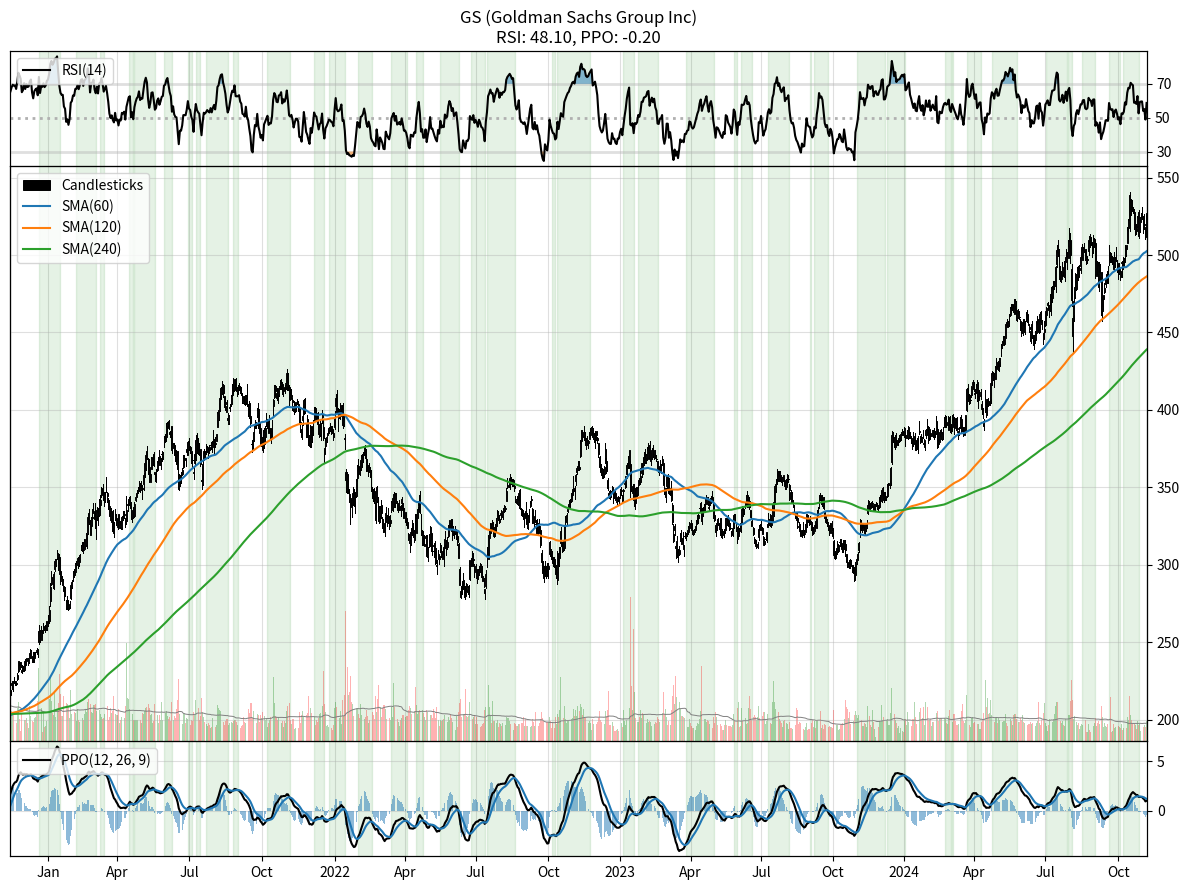 GS (Goldman Sachs Group Inc)
RSI: 48.10, PPO: -0.20
RSI(14)
70
50
30
Candlesticks
SMA(60)
SMA(120)
SMA(240)
550
500
450
400
350
300
250
200
PPO(12, 26, 9)
5
0
Jan Apr Jul Oct 2022 Apr Jul Oct 2023 Apr Jul Oct 2024 Apr Jul Oct